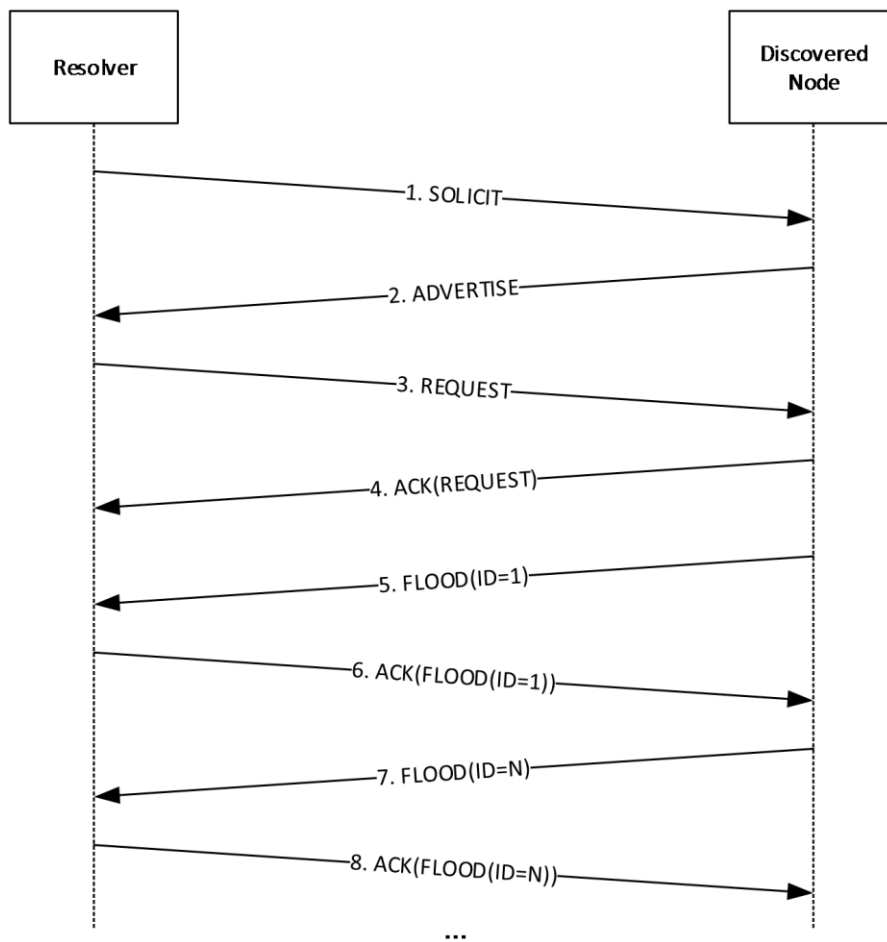 Resolver
Discovered
Node
1. SOLICIT
2. ADVERTISE
3. REQUEST
4. ACK(REQUEST)
5. FLOOD(ID=1)
6. ACK(FLOOD(ID=1))
7. FLOOD(ID=N)
8. ACK(FLOOD(ID=N))
...